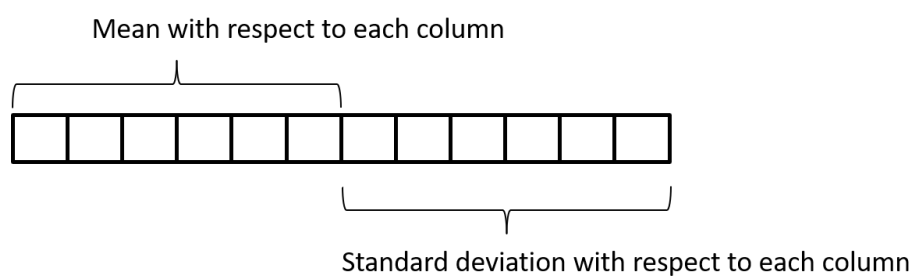 Mean with respect to each column
Standard deviation with respect to each column